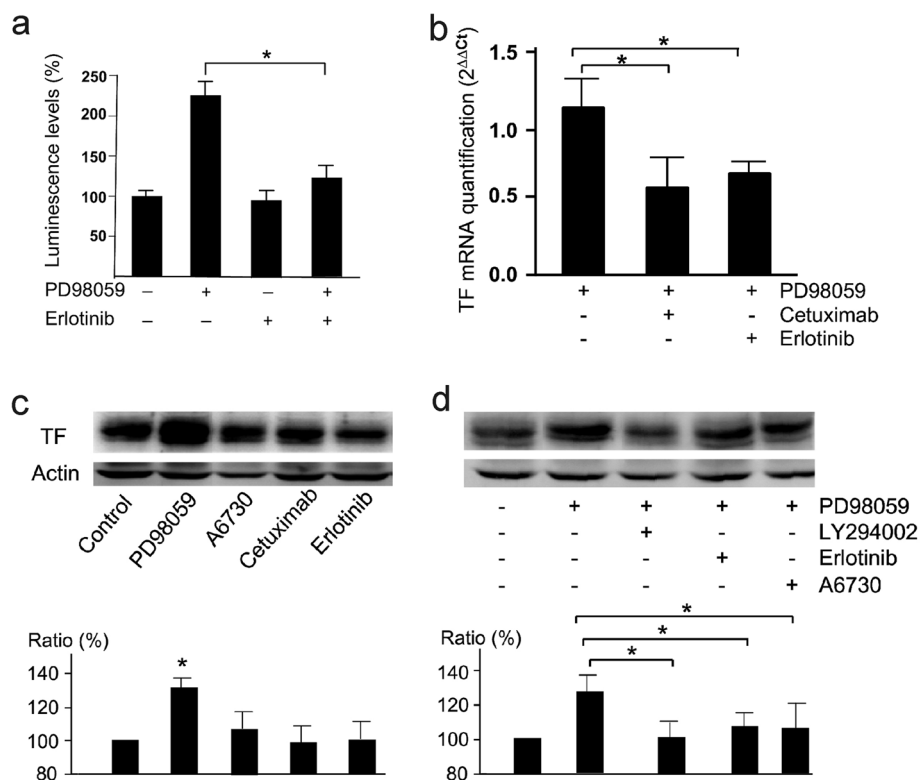 a
Luminescence levels (%)
250
200
150
100
50
PD98059 – + – +
Erlotinib – – + +
*
b
TF mRNA quantification (2ΔΔCt)
1.5
1.0
0.5
0.0
* *
+ + + PD98059
- + - Cetuximab
- - + Erlotinib
c
TF
Actin
Control
PD98059
A6730
Cetuximab
Erlotinib
Ratio (%)
140
120
100
80
*
d
- + + + + PD98059
- - + - - LY294002
- - - + - Erlotinib
- - - - + A6730
Ratio (%)
140
120
100
80
*
*
*